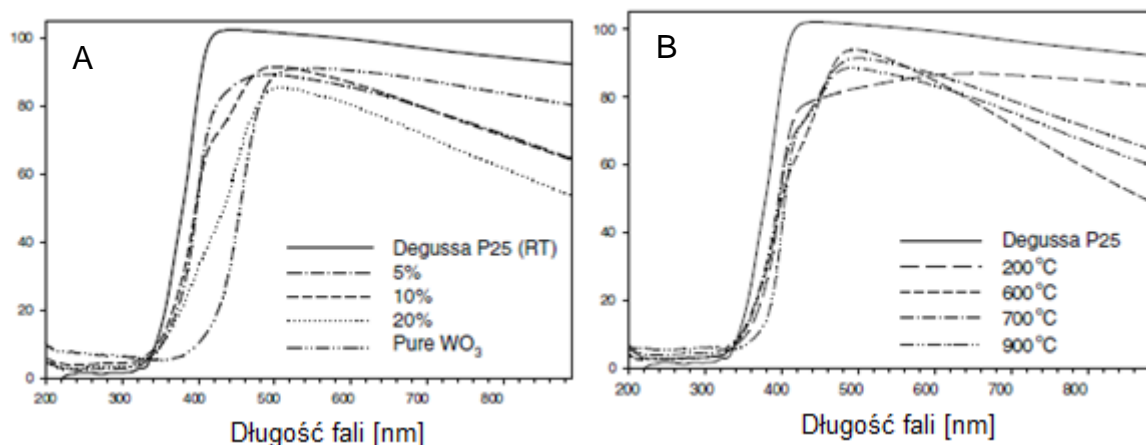 A
100
80
60
40
20
0
200 300 400 500 600 700 800
Degussa P25 (RT)
5%
10%
20%
Pure WO₃
Długość fali [nm]
B
100
80
60
40
20
0
200 300 400 500 600 700 800
Degussa P25
200°C
600°C
700°C
900°C
Długość fali [nm]